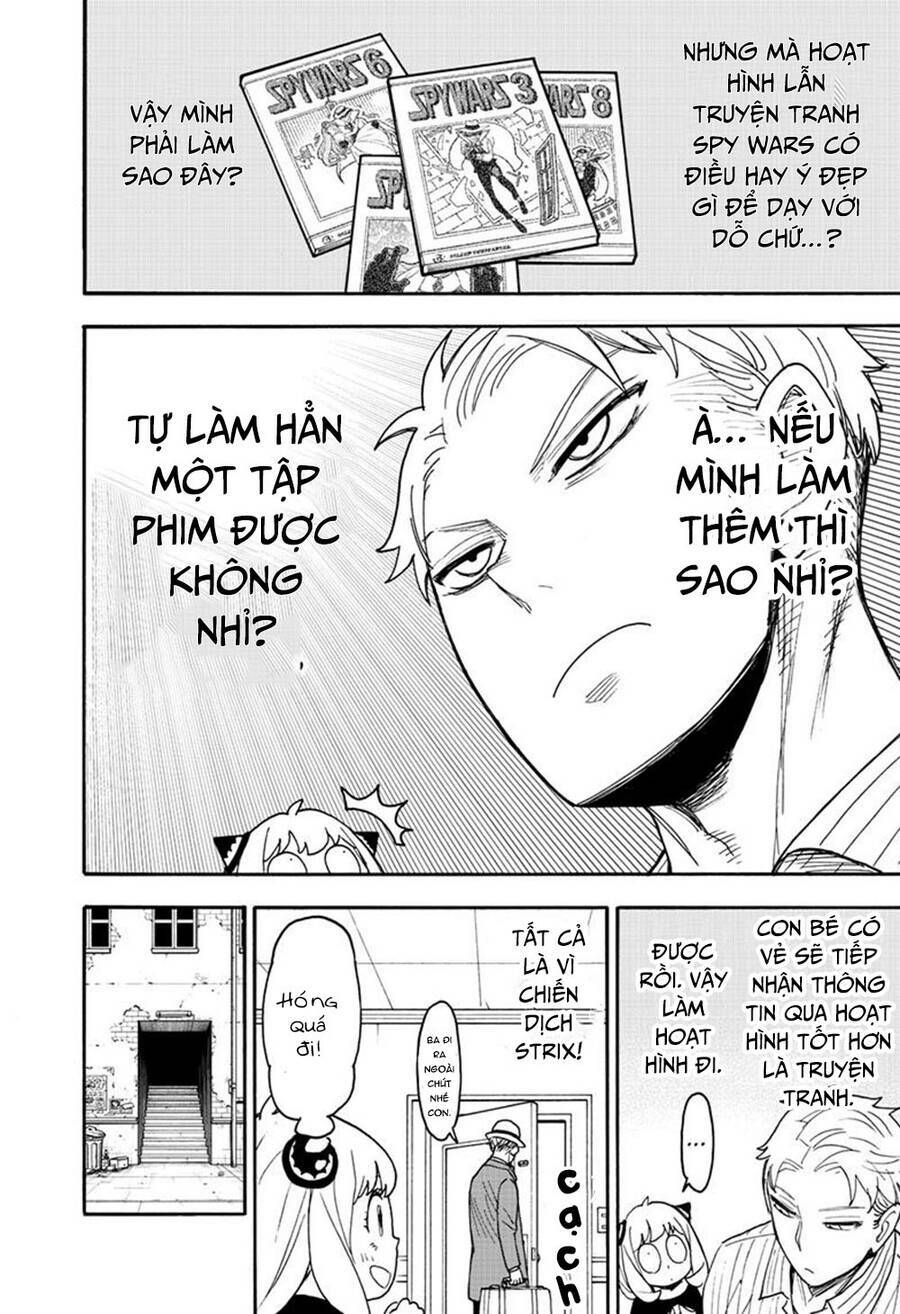 NHƯNG MÀ HOẠT
HÌNH LẪN
TRUYỆN TRANH
SPY WARS CÓ
ĐIỀU HAY Ý ĐẸP
GÌ ĐỂ DẠY VỚI
DỖ CHỨ...?
SPY WARS 6
SPY WARS 3
WARS 8
SPY
VẬY MÌNH
PHẢI LÀM
SAO ĐÂY?
À... NẾU
MÌNH LÀM
THÊM THÌ
SAO NHỈ?
TỰ LÀM HẲN
MỘT TẬP
PHIM ĐƯỢC
KHÔNG
NHỈ?
CON BÉ CÓ
VẺ SẼ TIẾP
NHẬN THÔNG
TIN QUA HOẠT
HÌNH TỐT HƠN
LÀ TRUYỆN
TRANH.
ĐƯỢC
RỒI. VẬY
LÀM
HOẠT
HÌNH ĐI.
...
TẤT CẢ
LÀ VÌ
CHIẾN
DỊCH
STRIX!
BA ĐI
RA
NGOÀI
CHÚT
NHÉ
CON.
cạch
Hóng
quá
đi!